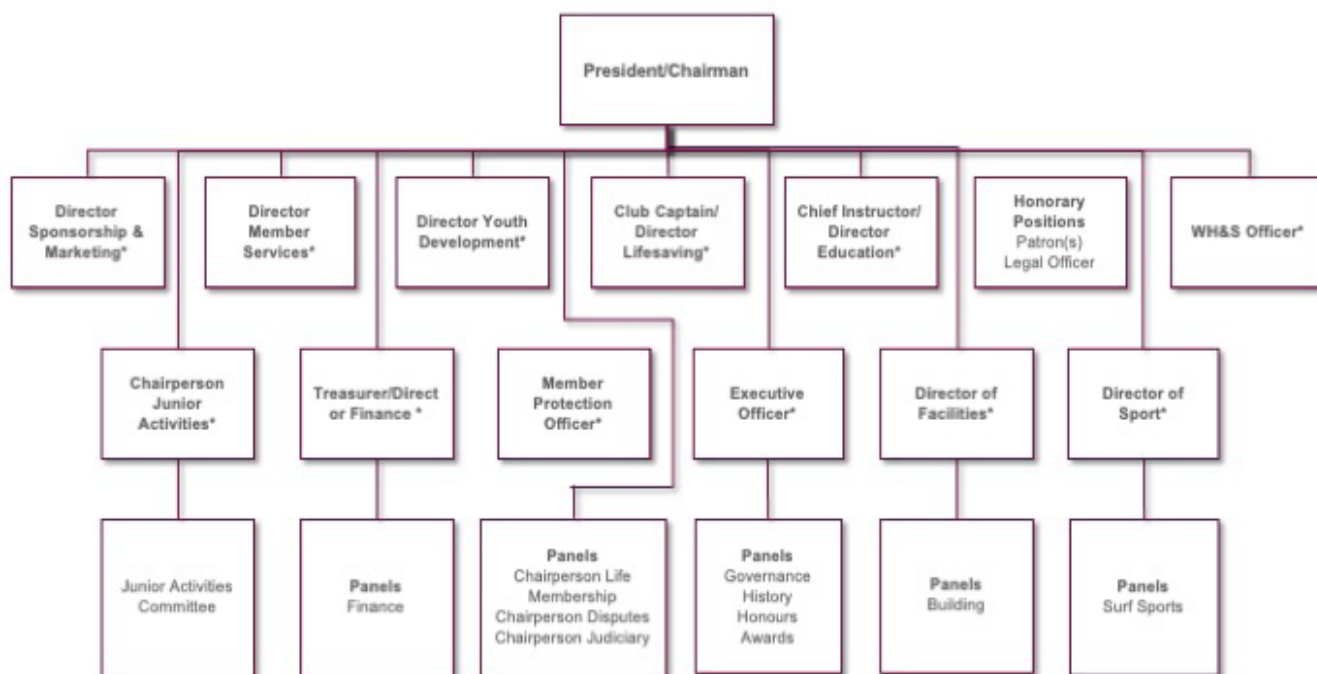 President/Chairman
Director
Sponsorship &
Marketing*
Director
Member
Services*
Director Youth
Development*
Club Captain/
Director
Lifesaving*
Chief Instructor/
Director
Education*
Honorary
Positions
Patron(s)
Legal Officer
WH&S Officer*
Chairperson
Junior
Activities*
Treasurer/Direct
or Finance *
Member
Protection
Officer*
Executive
Officer*
Director of
Facilities*
Director of
Sport*
Junior Activities
Committee
Panels
Finance
Panels
Chairperson Life
Membership
Chairperson Disputes
Chairperson Judiciary
Panels
Governance
History
Honours
Awards
Panels
Building
Panels
Surf Sports